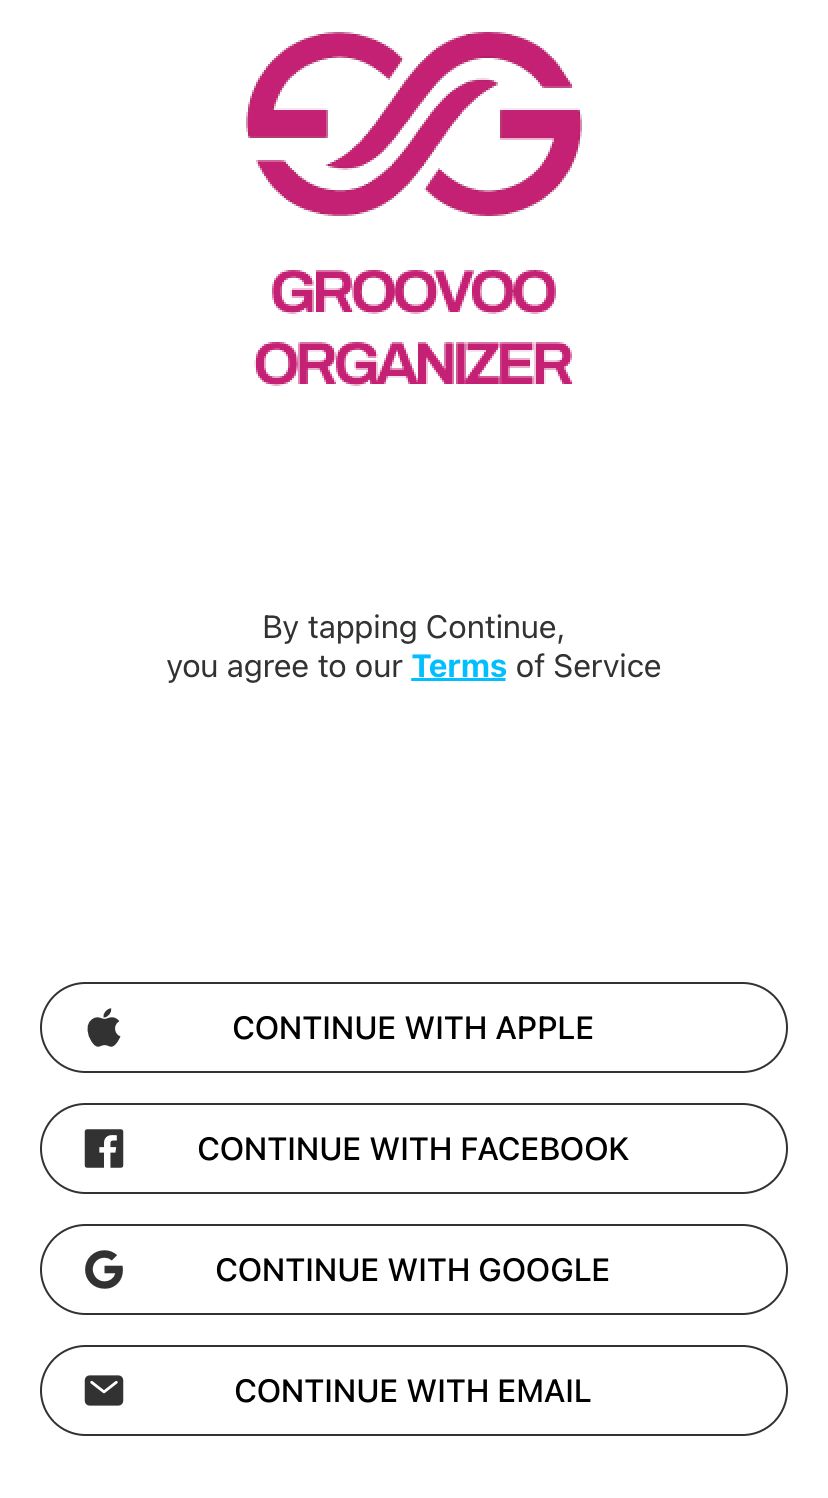 GROOVOO
ORGANIZER
By tapping Continue,
you agree to our Terms of Service
CONTINUE WITH APPLE
CONTINUE WITH FACEBOOK
CONTINUE WITH GOOGLE
CONTINUE WITH EMAIL